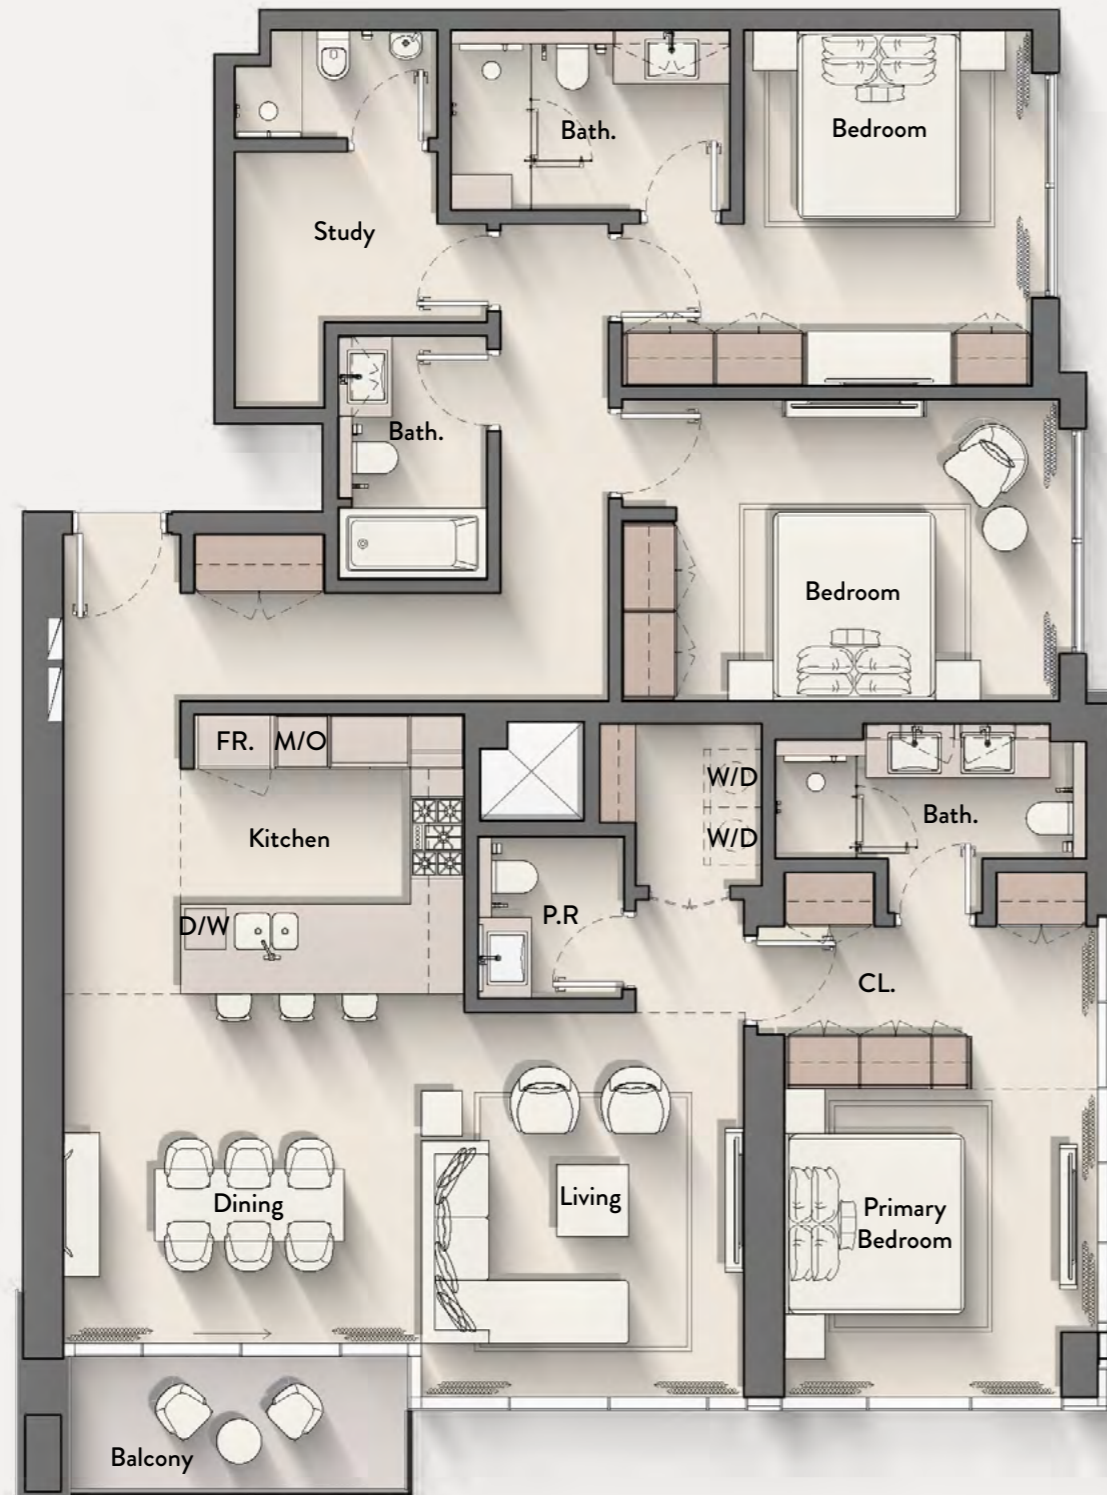 Bath.
Bedroom
Study
Bath.
Bedroom
FR.
M/O
W/D
Kitchen
W/D
Bath.
D/W
P.R
CL.
Dining
Living
Primary
Bedroom
Balcony